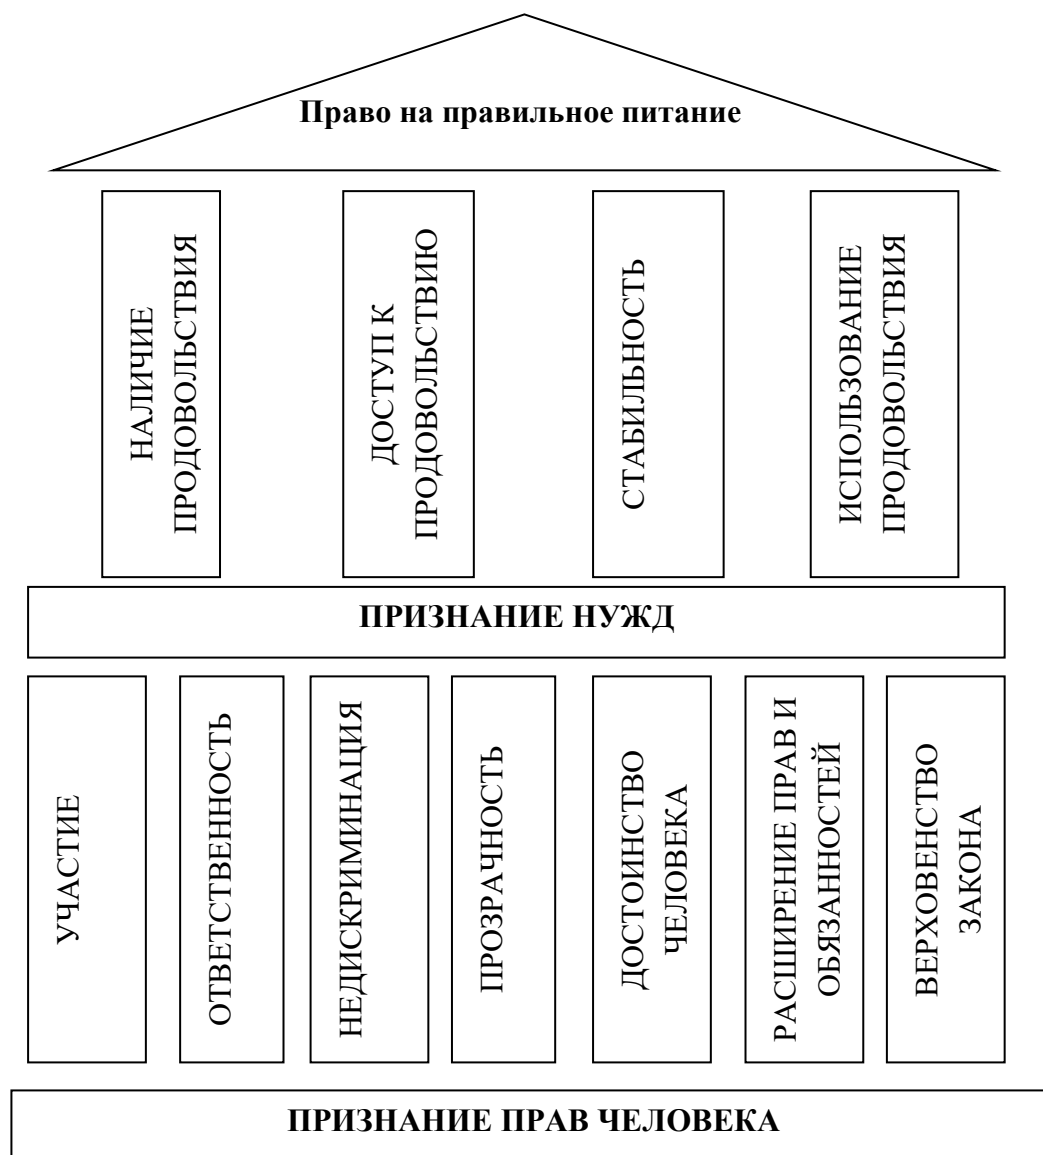 Право на правильное питание
НАЛИЧИЕ
ПРОДОВОЛЬСТВИЯ
ДОСТУП К
ПРОДОВОЛЬСТВИЮ
СТАБИЛЬНОСТЬ
ИСПОЛЬЗОВАНИЕ
ПРОДОВОЛЬСТВИЯ
ПРИЗНАНИЕ НУЖД
УЧАСТИЕ
ОТВЕТСТВЕННОСТЬ
НЕДИСКРИМИНАЦИЯ
ПРОЗРАЧНОСТЬ
ДОСТОИНСТВО
ЧЕЛОВЕКА
РАСШИРЕНИЕ ПРАВ И
ОБЯЗАННОСТЕЙ
ВЕРХОВЕНСТВО
ЗАКОНА
ПРИЗНАНИЕ ПРАВ ЧЕЛОВЕКА